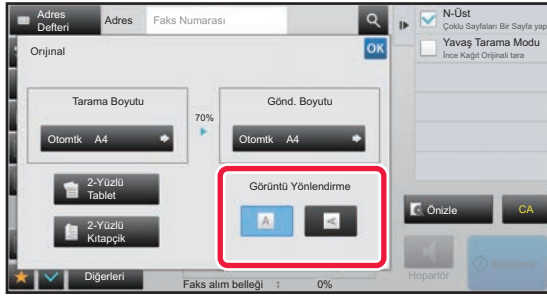 Adres
Defteri
Adres
Faks Numarası
N-Üst
Çoklu Sayfaları Bir Sayfa yap
Yavaş Tarama Modu
İnce Kağıt Orijinali tara
Orijinal
OK
Tarama Boyutu
70%
Gönd. Boyutu
Otomtk A4
Otomtk A4
2-Yüzlü
Tablet
Görüntü Yönlendirme
2-Yüzlü
Kıtapçik
A
A
Önizle
CA
Hoparlör
Diğerleri
Faks alım belleği : 0%